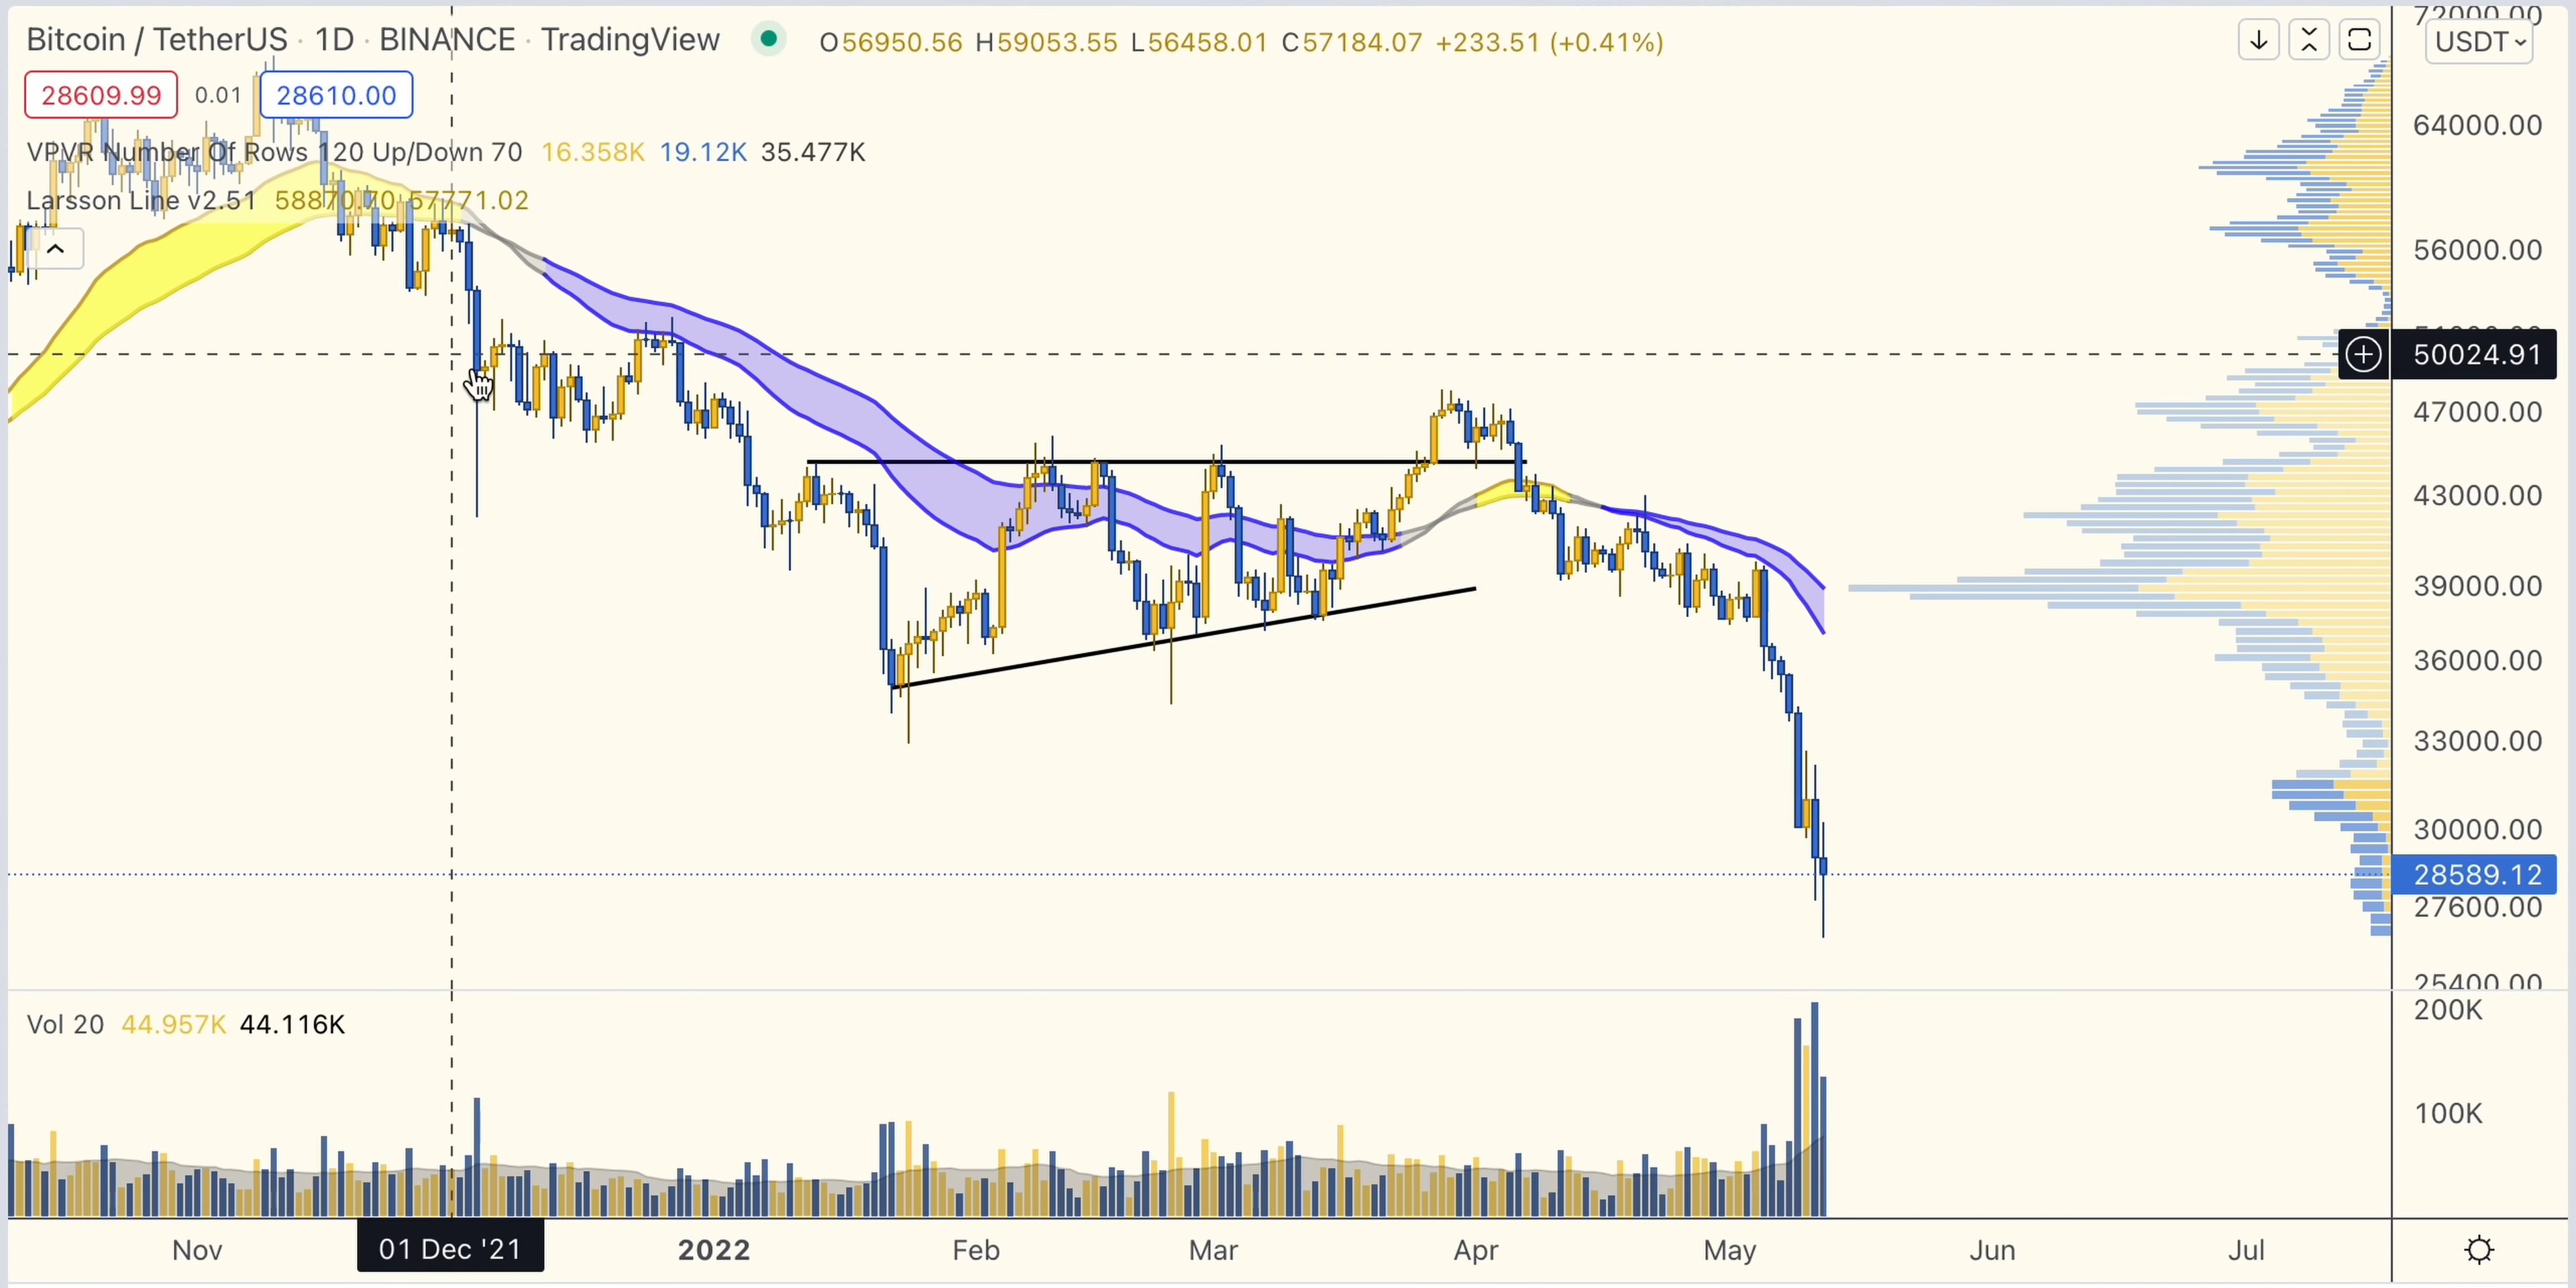 Bitcoin / TetherUS · 1D · BINANCE · TradingView O56950.56 H59053.55 L56458.01 C57184.07 +233.51 (+0.41%)
28609.99 0.01 28610.00
VPVR Number Of Rows 120 Up/Down 70 16.358K 19.12K 35.477K
Larsson Line v2.51 58870.70 57771.02
USDT
72000.00
64000.00
56000.00
50024.91
47000.00
43000.00
39000.00
36000.00
33000.00
30000.00
28589.12
27600.00
25400.00
Vol 20 44.957K 44.116K
200K
100K
Nov 01 Dec '21 2022 Feb Mar Apr May Jun Jul